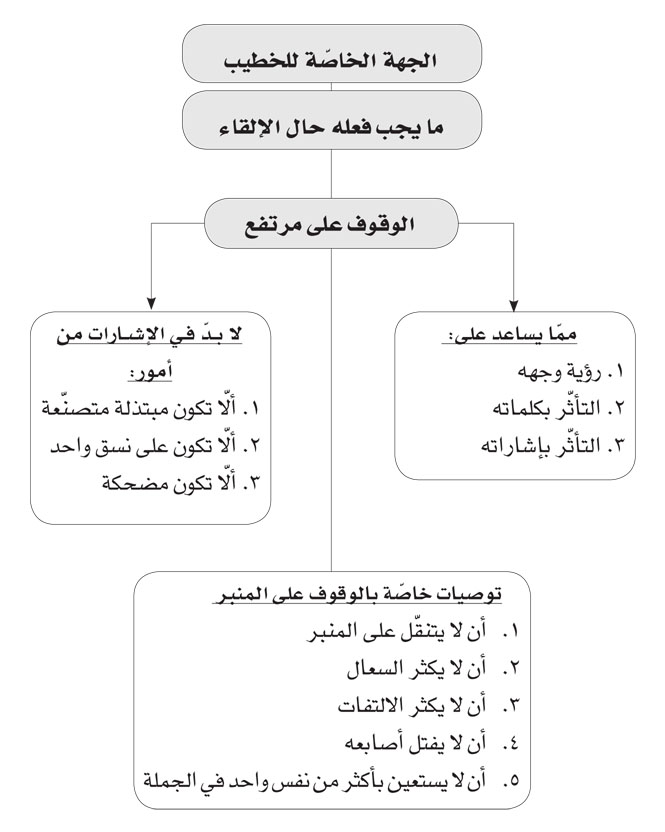 الجهة الخاصّة للخطيب
ما يجب فعله حال الإلقاء
الوقوف على مرتفع
ممّا يساعد على:
١. رؤية وجهه
٢. التأثّر بكلماته
٣. التأثّر بإشاراته
لا بدّ في الإشارات من
أمور:
١. ألّا تكون مبتذلة متصنّعة
٢. ألّا تكون على نسق واحد
٣. ألّا تكون مضحكة
توصيات خاصّة بالوقوف على المنبر
١. أن لا يتنقّل على المنبر
٢. أن لا يكثر السعال
٣. أن لا يكثر الالتفات
٤. أن لا يفتل أصابعه
٥. أن لا يستعين بأكثر من نفس واحد في الجملة